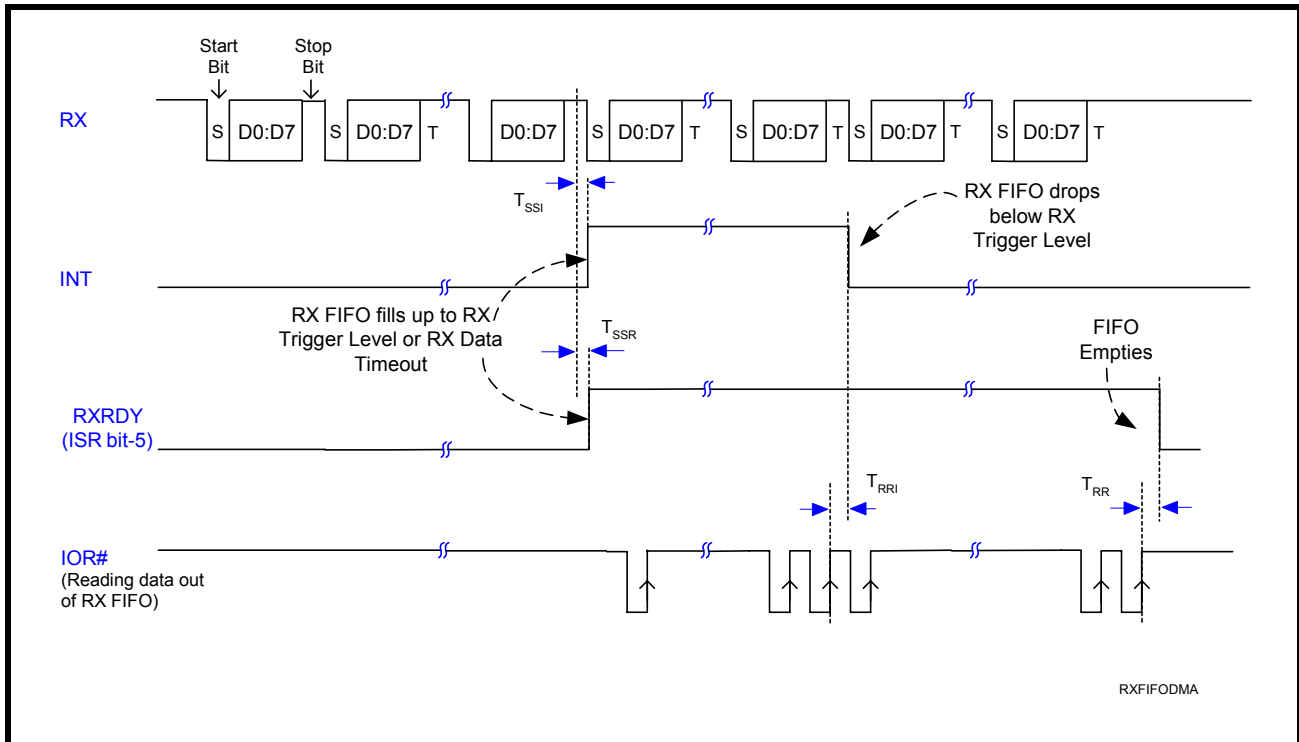 Start
Bit
Stop
Bit
RX
S D0:D7 S D0:D7 T D0:D7 S D0:D7 T S D0:D7 T S D0:D7 T S D0:D7 T
TSSI
RX FIFO drops
below RX
Trigger Level
INT
RX FIFO fills up to RX
Trigger Level or RX Data
Timeout
TSSR
FIFO
Empties
RXRDY
(ISR bit-5)
TRRI
TRR
IOR#
(Reading data out
of RX FIFO)
RXFIFODMA